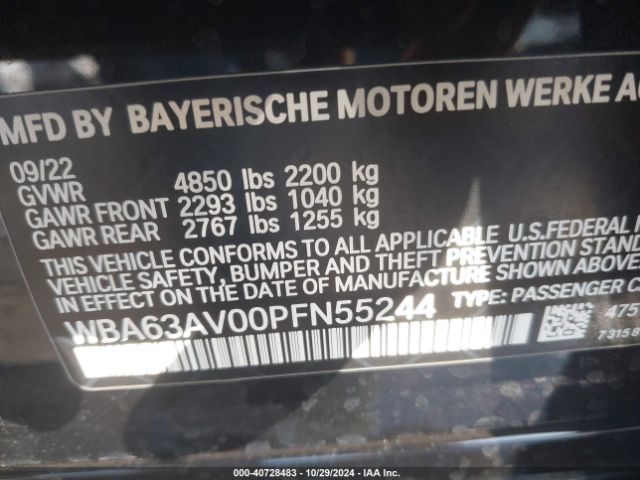 MFD BY BAYERISCHE MOTOREN WERKE AG
09/22
GVWR 4850 lbs 2200 kg
GAWR FRONT 2293 lbs 1040 kg
GAWR REAR 2767 lbs 1255 kg
THIS VEHICLE CONFORMS TO ALL APPLICABLE U.S. FEDERAL
VEHICLE SAFETY, BUMPER AND THEFT PREVENTION STAND
EFFECT ON THE DATE OF MANUFACTURE SHOWN ABOVE.
WBA63AV00PFN55244 TYPE: PASSENGER C
475
73158
000-40728483 - 10/29/2024 - IAA Inc.